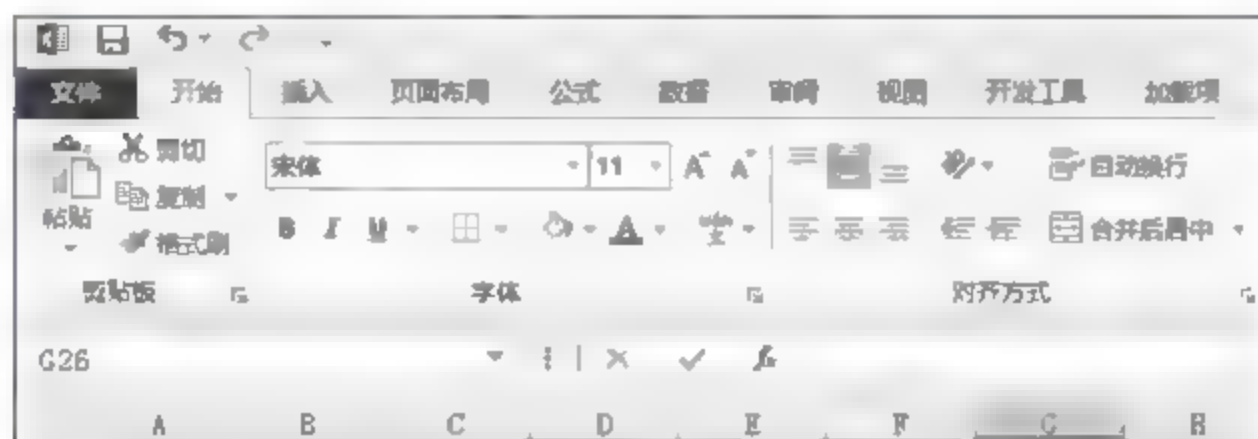 文件 开始 插入 页面布局 公式 数据 审阅 视图 开发工具 加载项
剪切
宋体 11 A A 自动换行
复制
粘贴 B I U A wén 合并后居中
格式刷
剪贴板 字体 对齐方式
G26 fx
A B C D E F G H